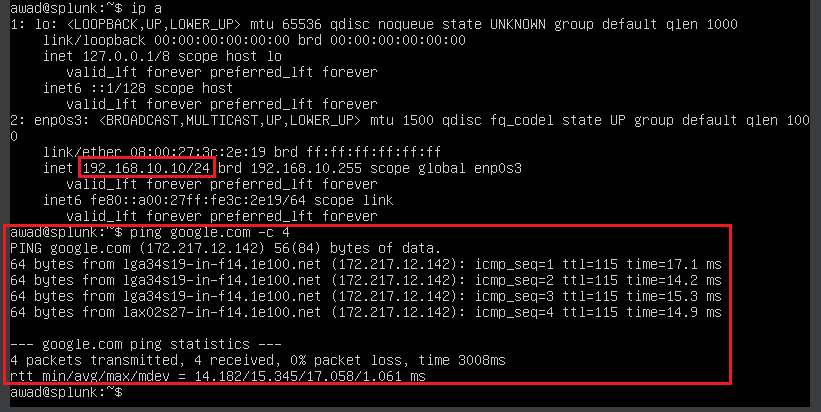 awad@splunk:~$ ip a
1: lo: <LOOPBACK,UP,LOWER_UP> mtu 65536 qdisc noqueue state UNKNOWN group default qlen 1000
    link/loopback 00:00:00:00:00:00 brd 00:00:00:00:00:00
    inet 127.0.0.1/8 scope host lo
       valid_lft forever preferred_lft forever
    inet6 ::1/128 scope host
       valid_lft forever preferred_lft forever
2: enp0s3: <BROADCAST,MULTICAST,UP,LOWER_UP> mtu 1500 qdisc fq_codel state UP group default qlen 100
0
    link/ether 08:00:27:3c:2e:19 brd ff:ff:ff:ff:ff:ff
    inet 192.168.10.10/24 brd 192.168.10.255 scope global enp0s3
       valid_lft forever preferred_lft forever
    inet6 fe80::a00:27ff:fe3c:2e19/64 scope link
       valid_lft forever preferred_lft forever
awad@splunk:~$ ping google.com -c 4
PING google.com (172.217.12.142) 56(84) bytes of data.
64 bytes from lga34s19-in-f14.1e100.net (172.217.12.142): icmp_seq=1 ttl=115 time=17.1 ms
64 bytes from lga34s19-in-f14.1e100.net (172.217.12.142): icmp_seq=2 ttl=115 time=14.2 ms
64 bytes from lga34s19-in-f14.1e100.net (172.217.12.142): icmp_seq=3 ttl=115 time=15.3 ms
64 bytes from lax02s27-in-f14.1e100.net (172.217.12.142): icmp_seq=4 ttl=115 time=14.9 ms

--- google.com ping statistics ---
4 packets transmitted, 4 received, 0% packet loss, time 3008ms
rtt min/avg/max/mdev = 14.182/15.345/17.058/1.061 ms
awad@splunk:~$